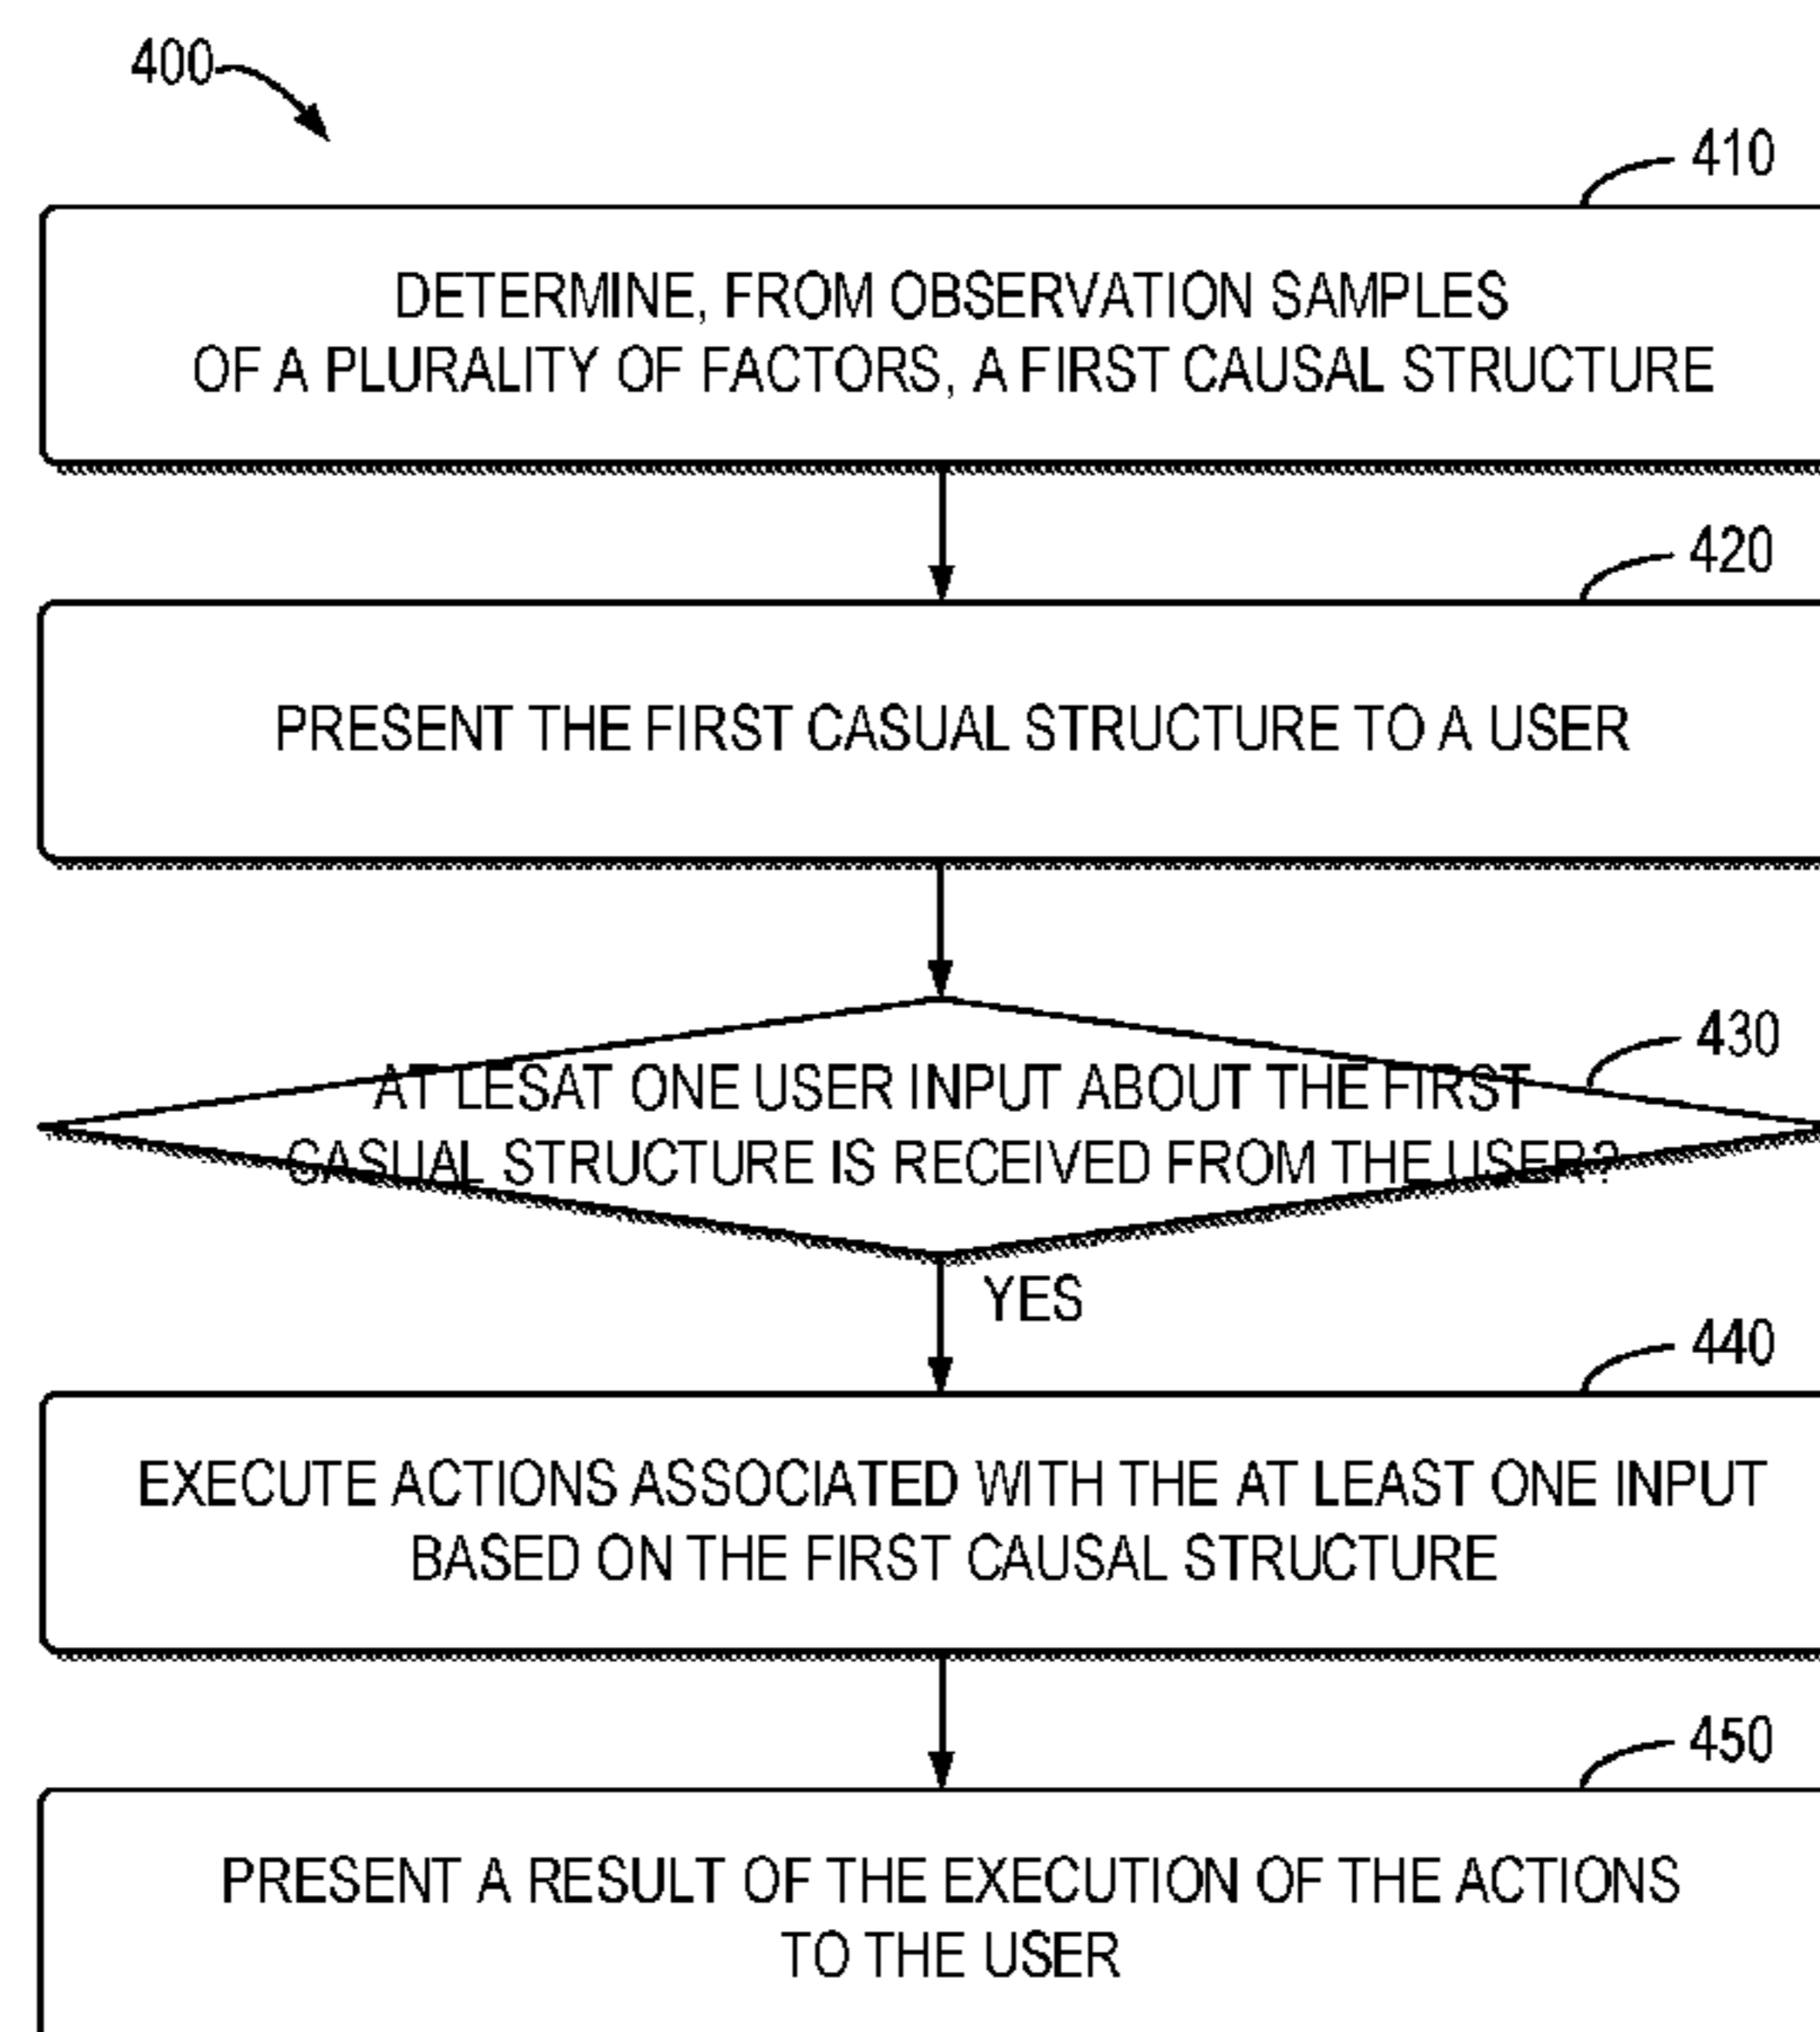 400
410
DETERMINE, FROM OBSERVATION SAMPLES
OF A PLURALITY OF FACTORS, A FIRST CAUSAL STRUCTURE
420
PRESENT THE FIRST CASUAL STRUCTURE TO A USER
430
AT LESAT ONE USER INPUT ABOUT THE FIRST
CASUAL STRUCTURE IS RECEIVED FROM THE USER?
YES
440
EXECUTE ACTIONS ASSOCIATED WITH THE AT LEAST ONE INPUT
BASED ON THE FIRST CAUSAL STRUCTURE
450
PRESENT A RESULT OF THE EXECUTION OF THE ACTIONS
TO THE USER